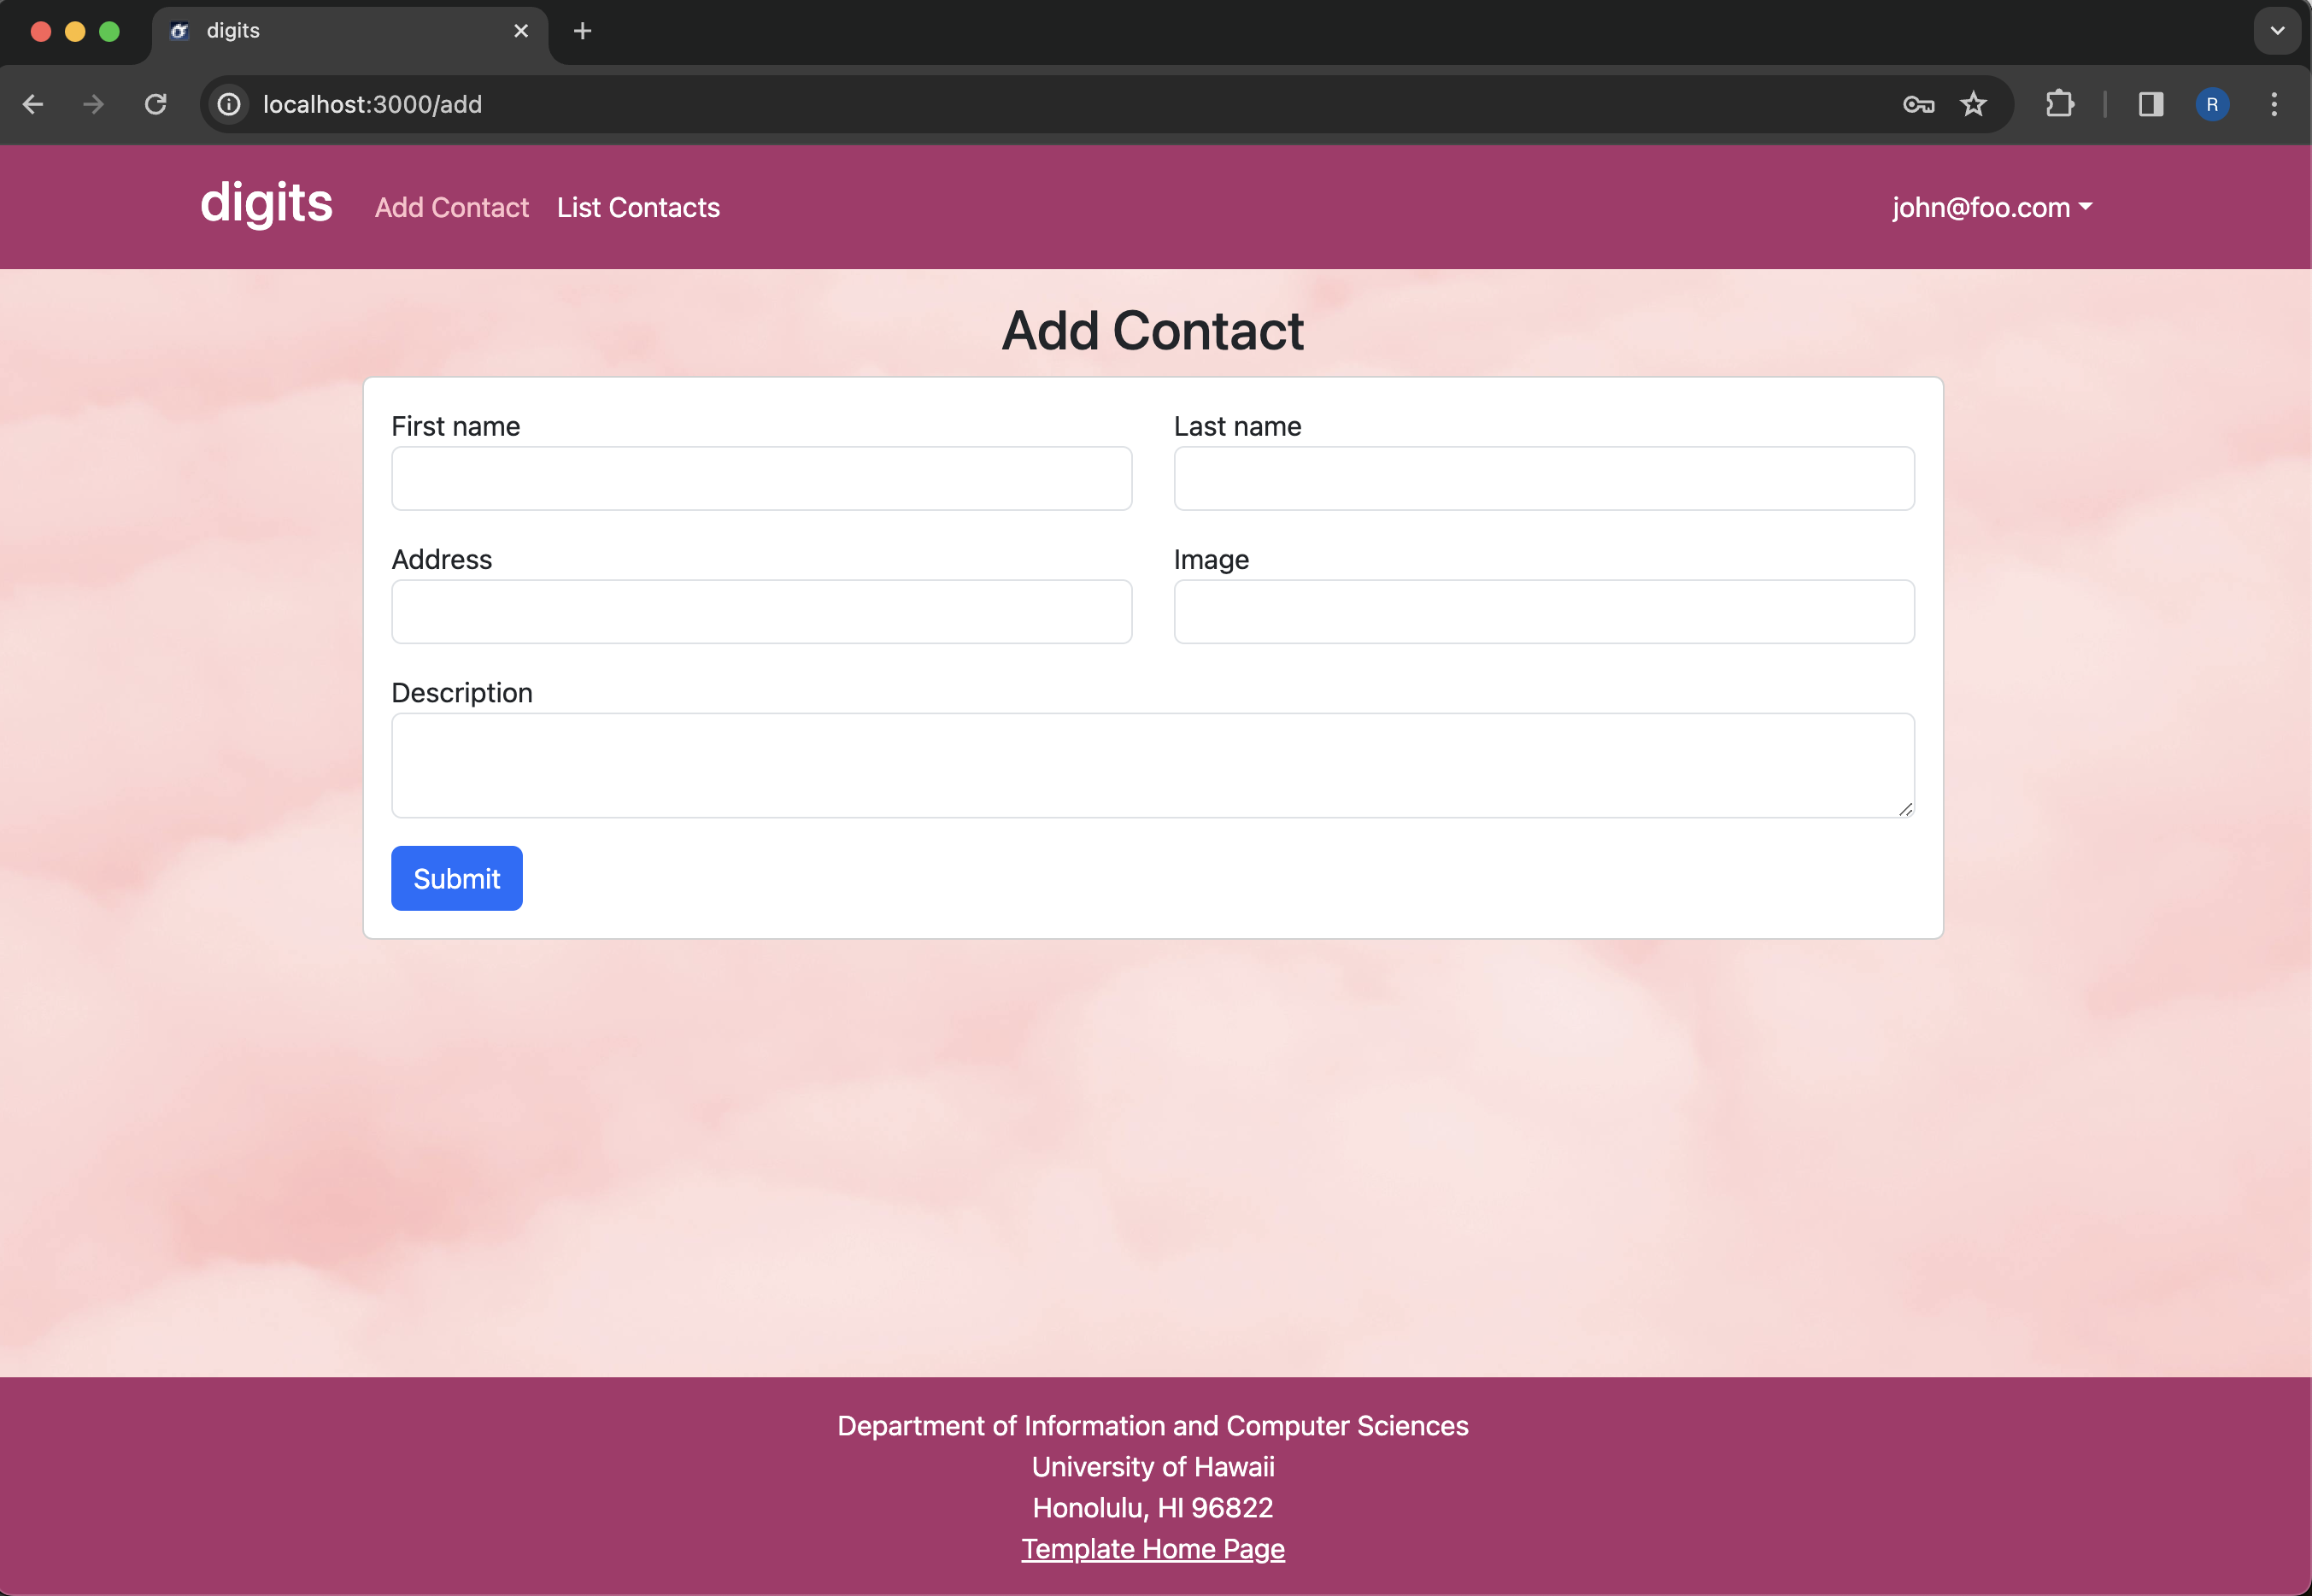 digits
localhost:3000/add
R
digits Add Contact List Contacts john@foo.com
Add Contact
First name Last name
Address Image
Description
Submit
Department of Information and Computer Sciences
University of Hawaii
Honolulu, HI 96822
Template Home Page